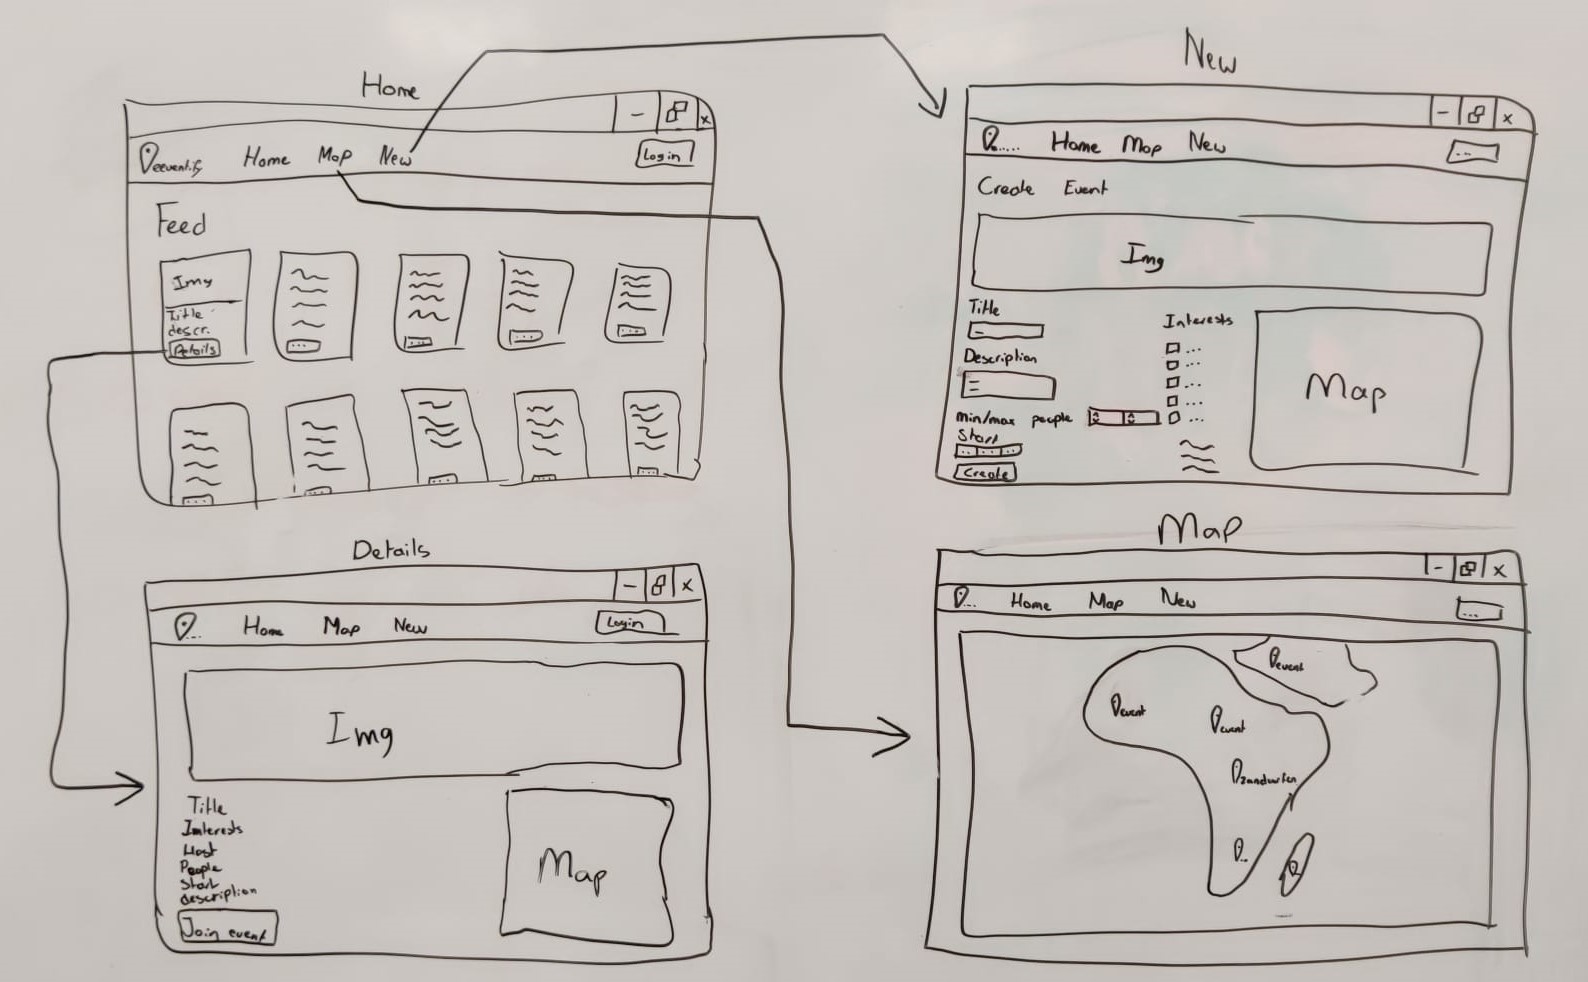 Home
eventify Home Map New Login
Feed
Img
Title
descr.
Details
New
... Home Map New ...
Create Event
Img
Title
Description
min/max people
Start
Create
Interests
...
...
...
...
...
Map
Details
... Home Map New Login
Img
Title
Interests
Host
People
Start
description
Join event
Map
Map
... Home Map New ...
event
event
event